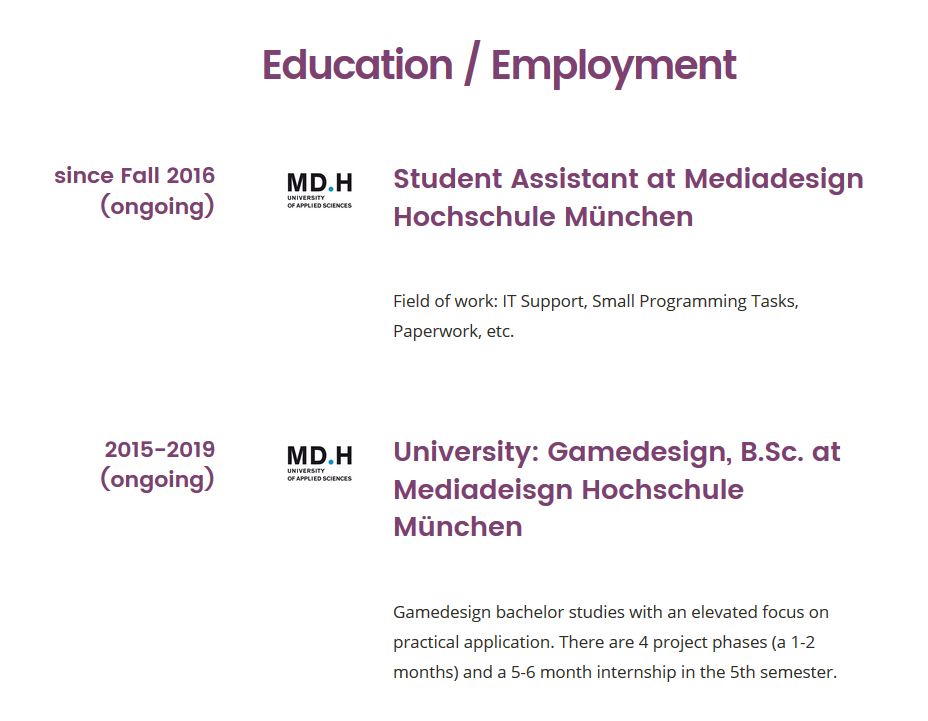 Education / Employment
since Fall 2016
(ongoing)
MD.H
UNIVERSITY
OF APPLIED SCIENCES
Student Assistant at Mediadesign
Hochschule München
Field of work: IT Support, Small Programming Tasks,
Paperwork, etc.
2015-2019
(ongoing)
MD.H
UNIVERSITY
OF APPLIED SCIENCES
University: Gamedesign, B.Sc. at
Mediadeisgn Hochschule
München
Gamedesign bachelor studies with an elevated focus on
practical application. There are 4 project phases (a 1-2
months) and a 5-6 month internship in the 5th semester.